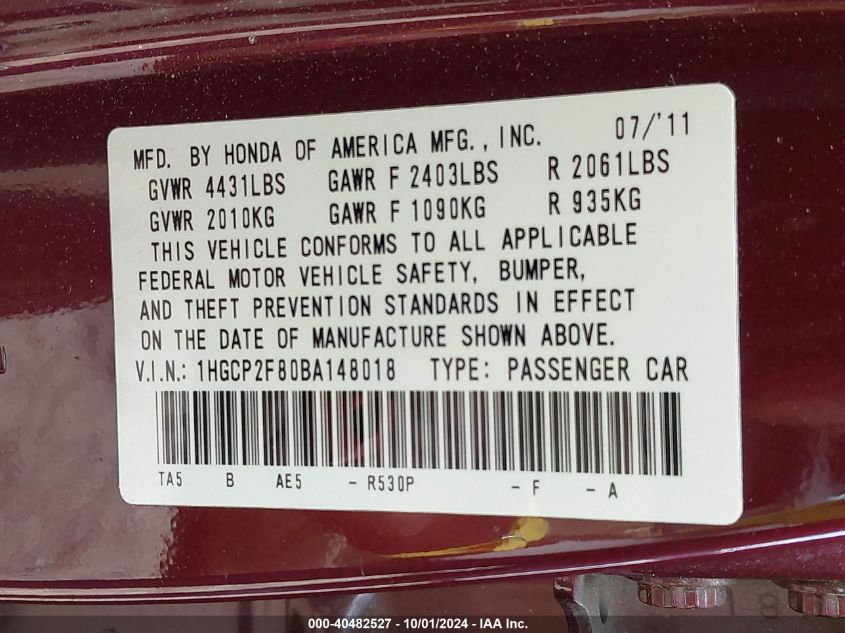 07/'11
MFD. BY HONDA OF AMERICA MFG., INC.
GVWR 4431LBS GAWR F 2403LBS R 2061LBS
GVWR 2010KG GAWR F 1090KG R 935KG
THIS VEHICLE CONFORMS TO ALL APPLICABLE
FEDERAL MOTOR VEHICLE SAFETY, BUMPER,
AND THEFT PREVENTION STANDARDS IN EFFECT
ON THE DATE OF MANUFACTURE SHOWN ABOVE.
V.I.N.: 1HGCP2F80BA148018 TYPE: PASSENGER CAR
TA5 B AE5 - R530P - F - A
000-40482527 - 10/01/2024 - IAA Inc.